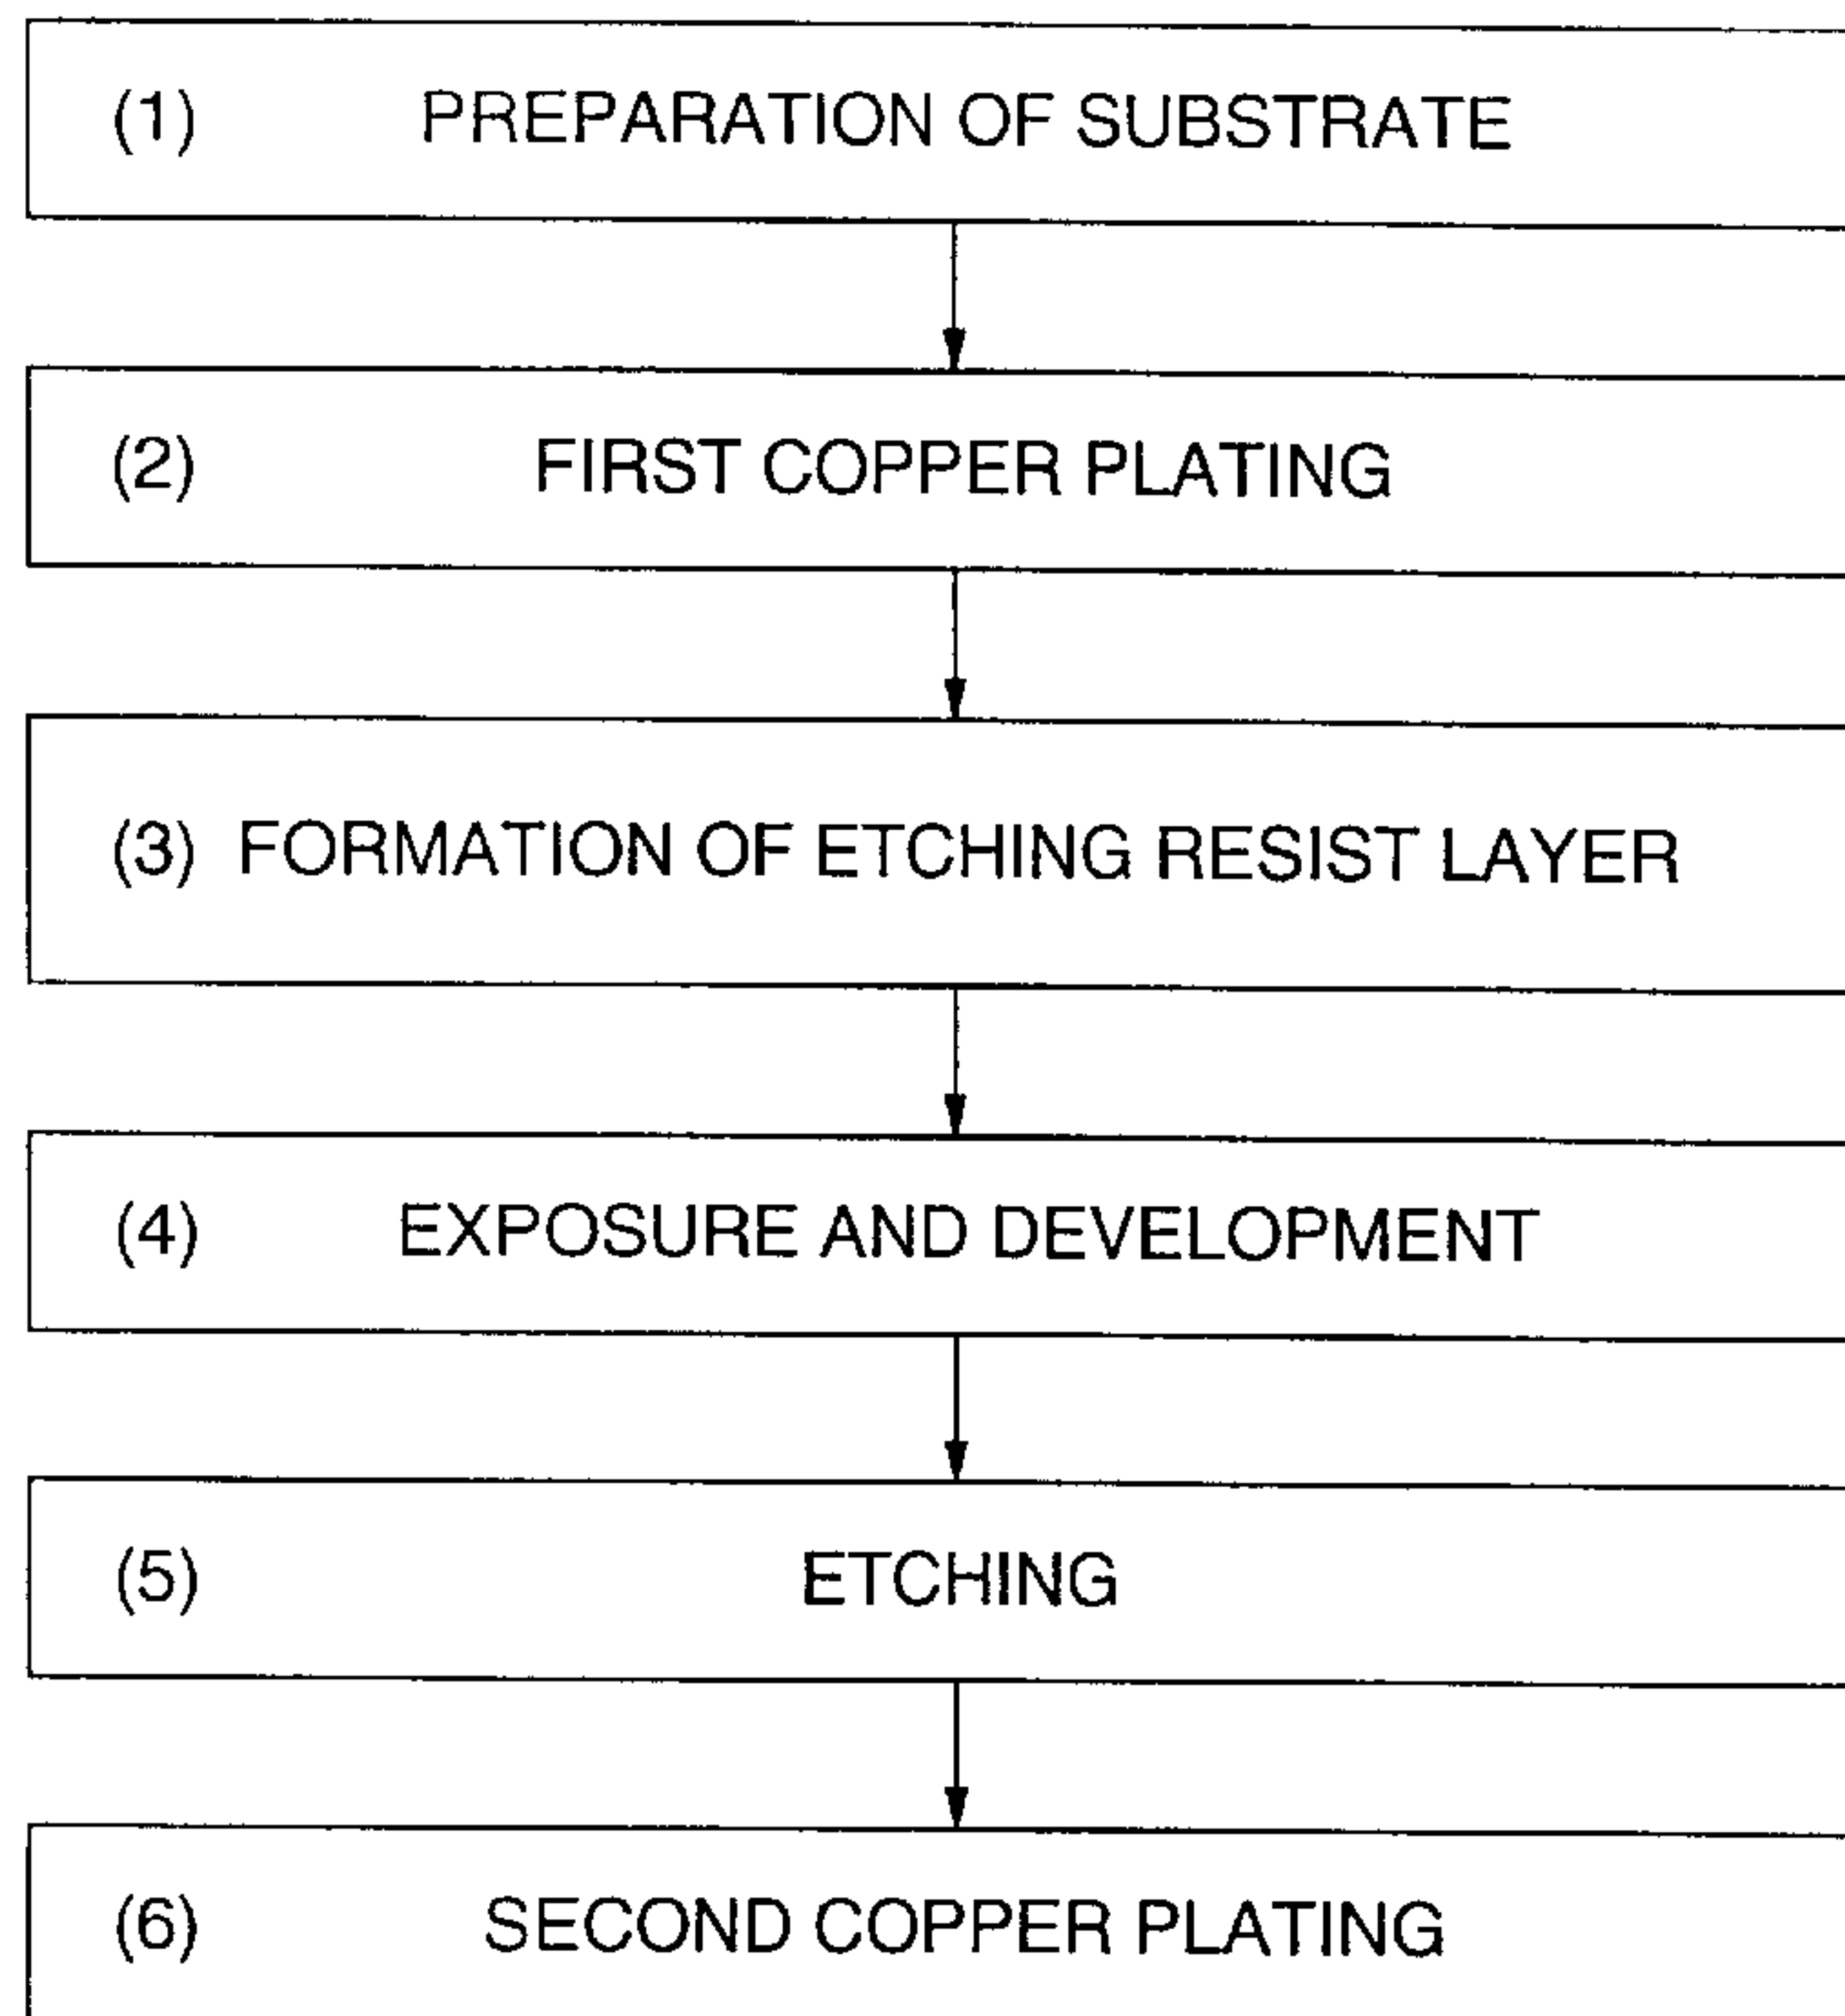 (1) PREPARATION OF SUBSTRATE
(2) FIRST COPPER PLATING
(3) FORMATION OF ETCHING RESIST LAYER
(4) EXPOSURE AND DEVELOPMENT
(5) ETCHING
(6) SECOND COPPER PLATING